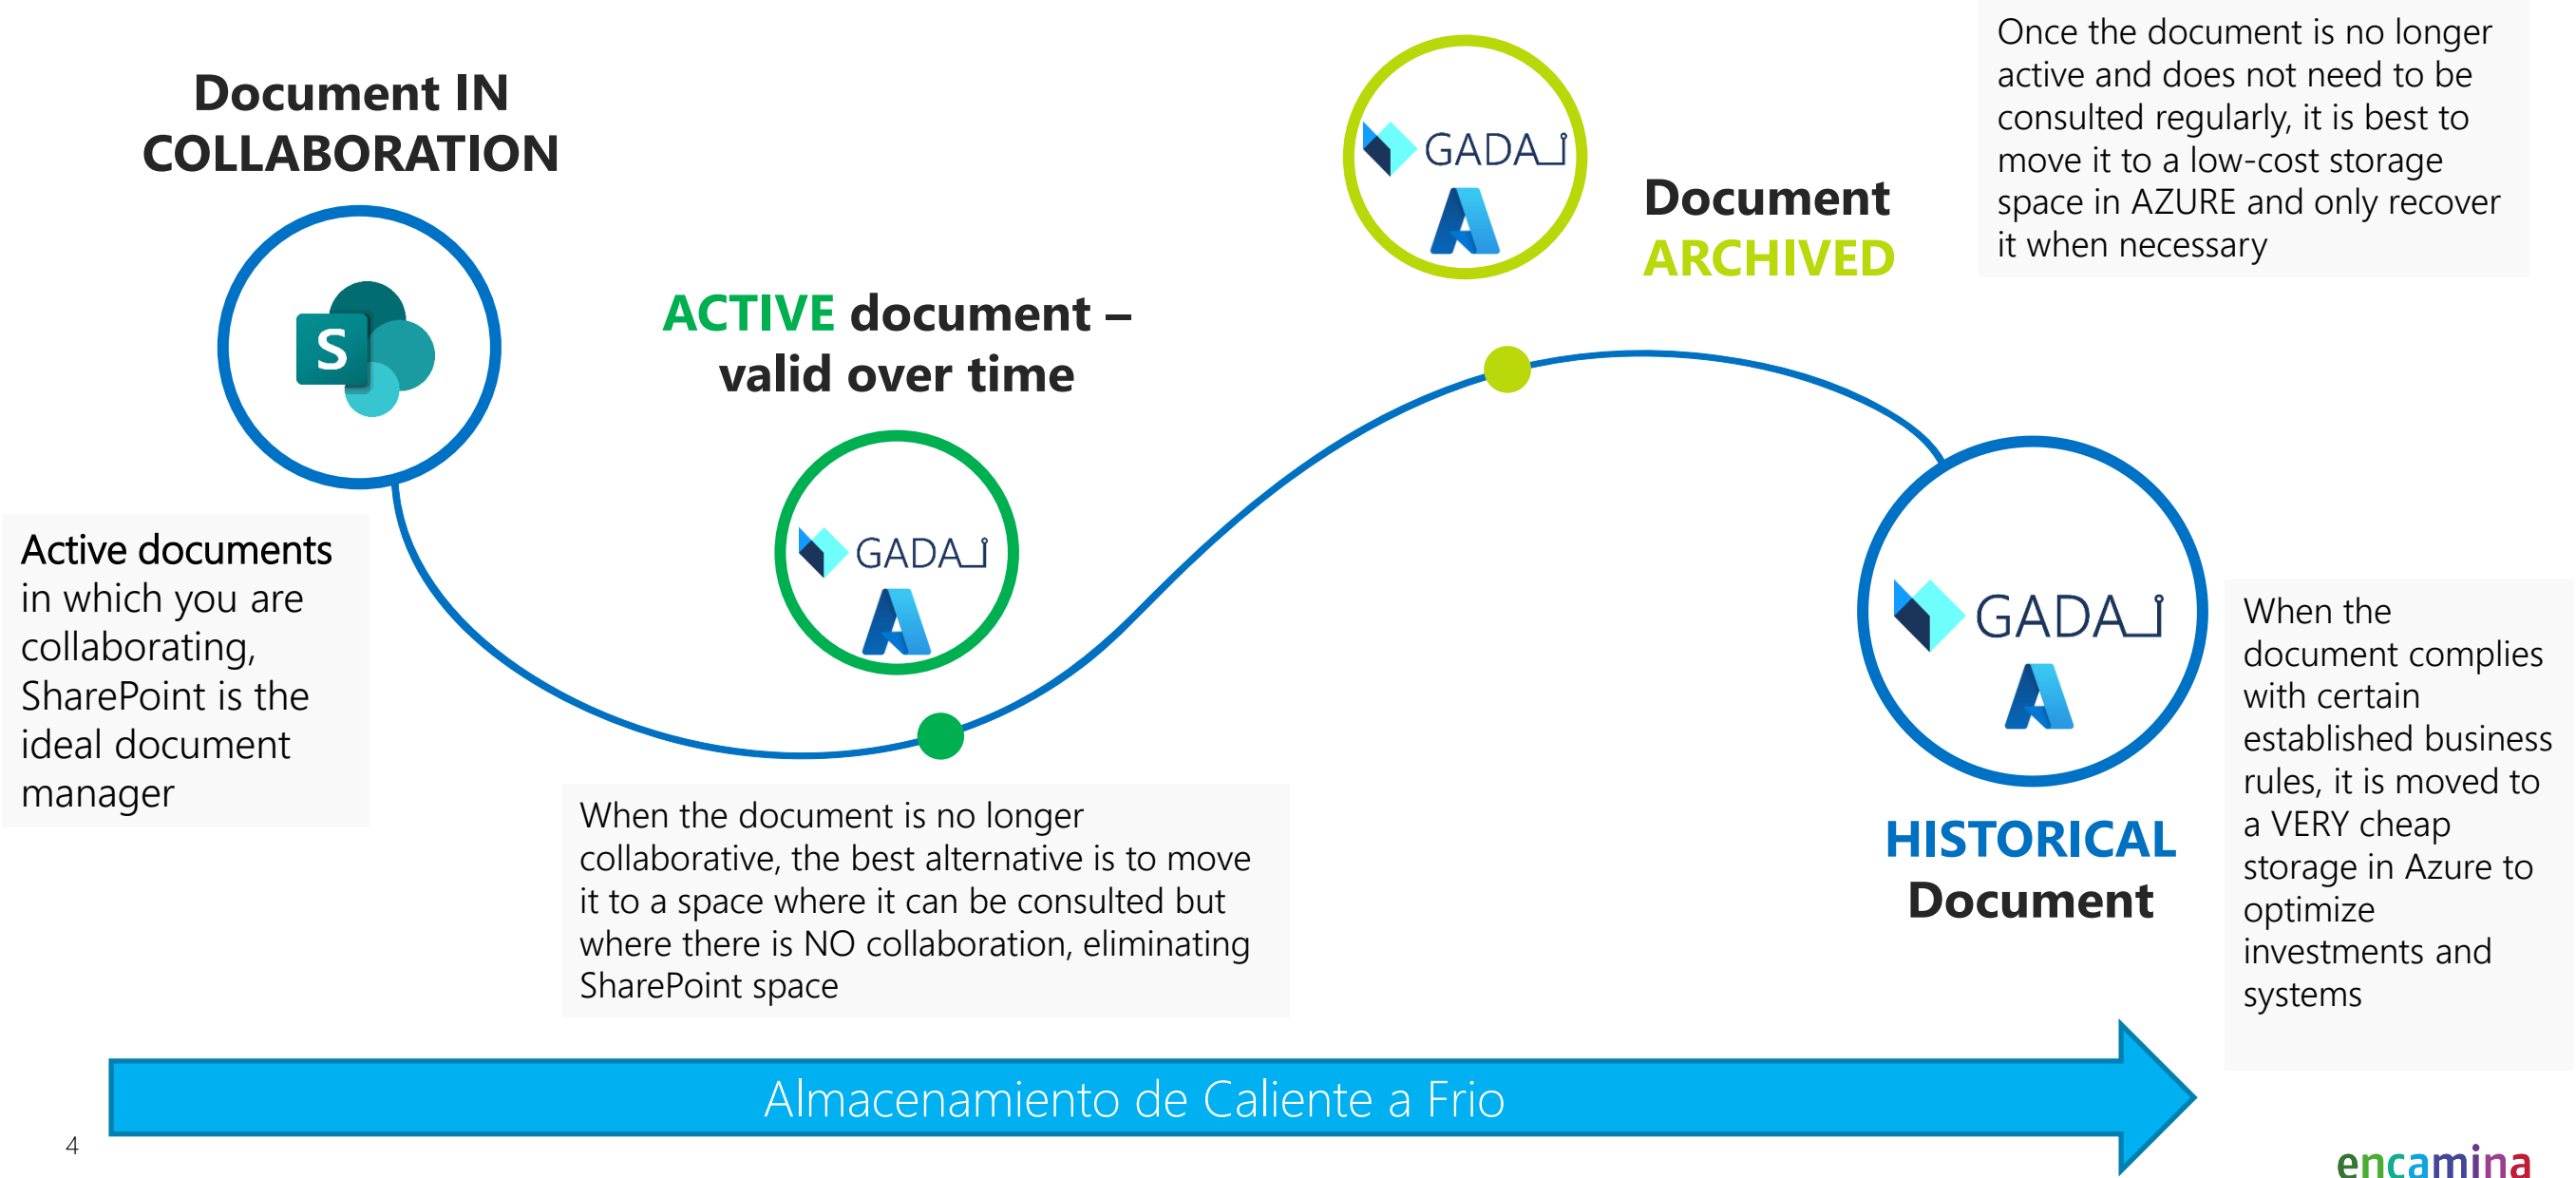 Document IN
COLLABORATION
S
Active documents
in which you are
collaborating,
SharePoint is the
ideal document
manager
ACTIVE document –
valid over time
GADA_i
When the document is no longer
collaborative, the best alternative is to move
it to a space where it can be consulted but
where there is NO collaboration, eliminating
SharePoint space
GADA_i
Document
ARCHIVED
Once the document is no longer
active and does not need to be
consulted regularly, it is best to
move it to a low-cost storage
space in AZURE and only recover
it when necessary
GADA_i
HISTORICAL
Document
When the
document complies
with certain
established business
rules, it is moved to
a VERY cheap
storage in Azure to
optimize
investments and
systems
Almacenamiento de Caliente a Frio
4
encamina